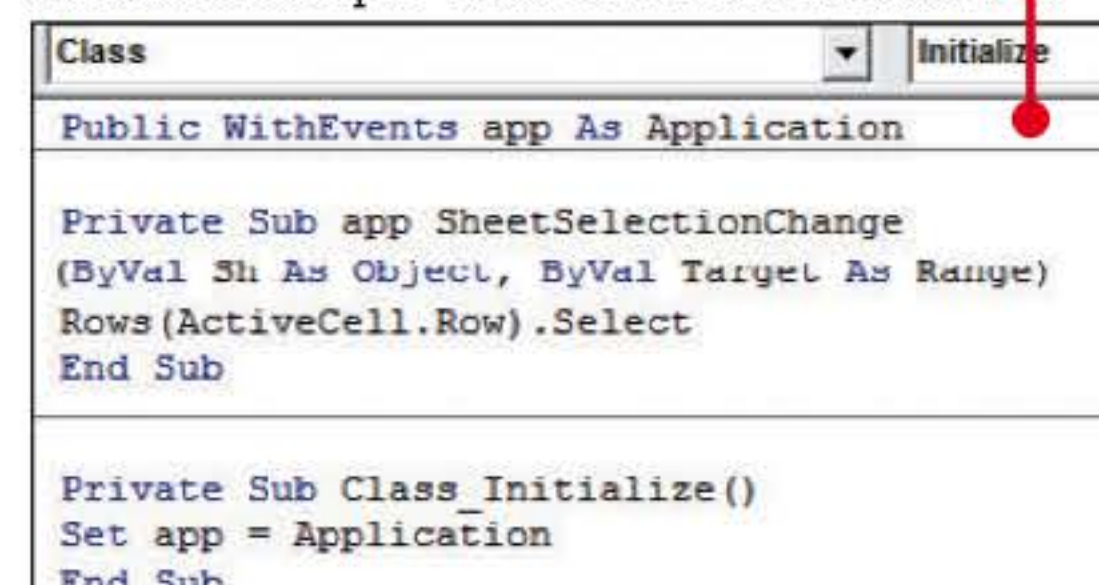 Class Initialize
Public WithEvents app As Application
Private Sub app SheetSelectionChange
(ByVal Sh As Object, ByVal Target As Range)
Rows(ActiveCell.Row).Select
End Sub
Private Sub Class_Initialize()
Set app = Application
End Sub